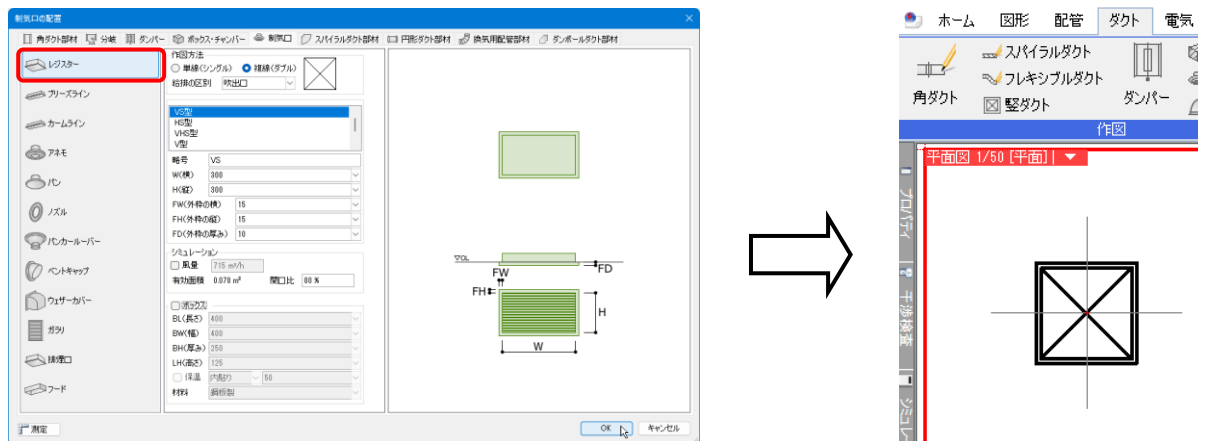 制気口の配置
角ダクト部材 分岐 ダンパー ボックス・チャンバー 制気口 スパイラルダクト部材 円形ダクト部材 換気用配管部材 ダンボールダクト部材
レジスター
ブリーズライン
カームライン
アネモ
パン
ノズル
パンカールーバー
ベントキャップ
ウェザーカバー
ガラリ
排煙口
フード
測定
作図方法
単線(シングル) 複線(ダブル)
給排の区別 吹出口
VS型
HS型
VHS型
V型
略号 VS
W(横) 300
H(縦) 300
FW(外枠の横) 15
FH(外枠の縦) 15
FD(外枠の厚み) 10
シミュレーション
風量 715 m³/h
有効面積 0.078 m² 開口比 80 %
ボックス
BL(長さ) 400
BW(幅) 400
BH(厚み) 250
LH(高さ) 125
保温 内貼り 50
材料 鋼板製
▽CL
FW
FD
FH
H
W
OK キャンセル
ホーム 図形 配管 ダクト 電気
角ダクト
スパイラルダクト
フレキシブルダクト
竪ダクト
ダンパー
作図
平面図 1/50 [平面]
プロパティ
干渉検査
シミュレ